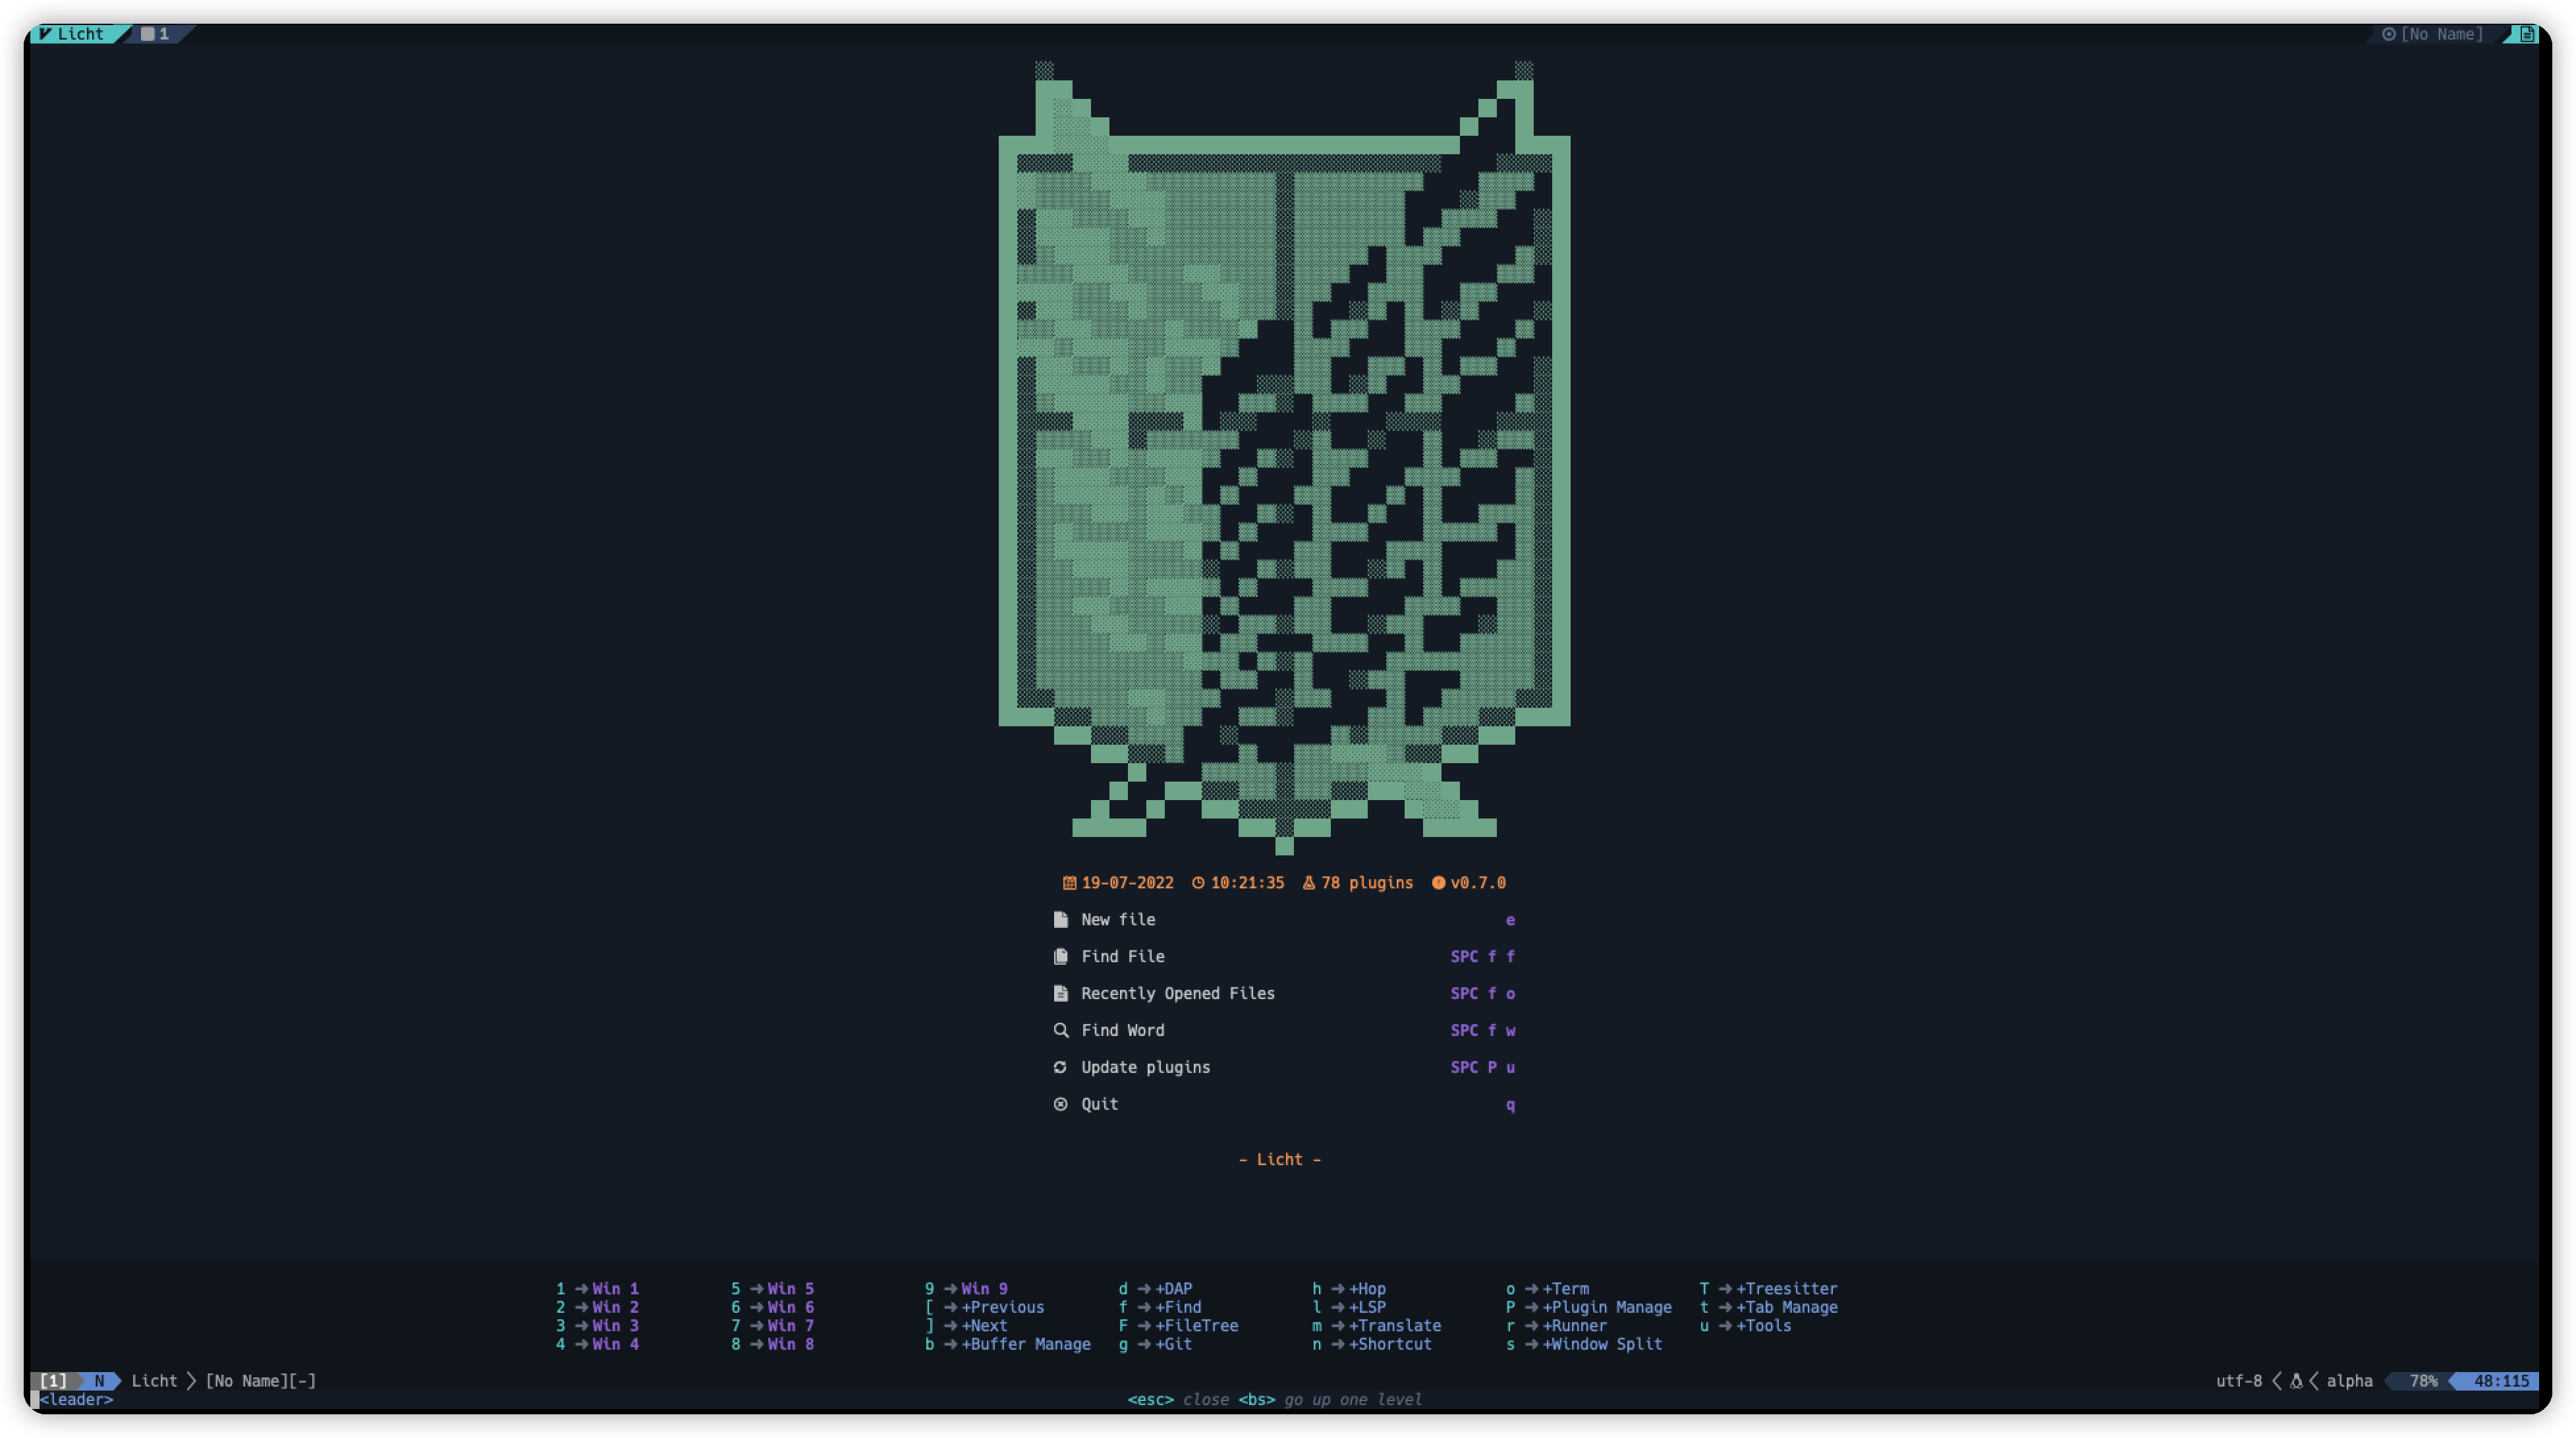 Licht 1 [No Name]
19-07-2022 10:21:35 78 plugins v0.7.0
New file e
Find File SPC f f
Recently Opened Files SPC f o
Find Word SPC f w
Update plugins SPC P u
Quit q
- Licht -
1 ➜ Win 1 5 ➜ Win 5 9 ➜ Win 9 d ➜ +DAP h ➜ +Hop o ➜ +Term T ➜ +Treesitter
2 ➜ Win 2 6 ➜ Win 6 [ ➜ +Previous f ➜ +Find l ➜ +LSP P ➜ +Plugin Manage t ➜ +Tab Manage
3 ➜ Win 3 7 ➜ Win 7 ] ➜ +Next F ➜ +FileTree m ➜ +Translate r ➜ +Runner u ➜ +Tools
4 ➜ Win 4 8 ➜ Win 8 b ➜ +Buffer Manage g ➜ +Git n ➜ +Shortcut s ➜ +Window Split
[1] N Licht [No Name][-] utf-8 alpha 78% 48:115
<leader> <esc> close <bs> go up one level